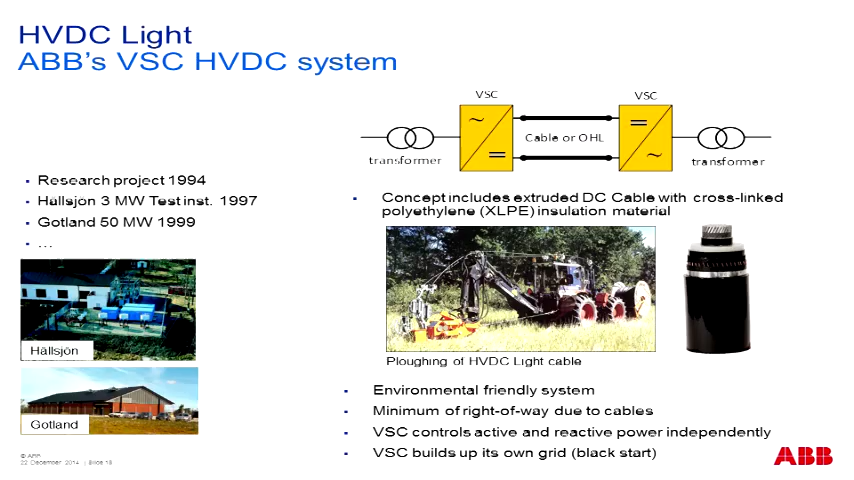 HVDC Light
ABB's VSC HVDC system
VSC
VSC
Cable or OHL
transformer
transformer
▪ Research project 1994
▪ Hällsjön 3 MW Test inst. 1997
▪ Gotland 50 MW 1999
▪ …
▪ Concept includes extruded DC Cable with cross-linked
polyethylene (XLPE) insulation material
Hällsjön
Ploughing of HVDC Light cable
Gotland
▪ Environmental friendly system
▪ Minimum of right-of-way due to cables
▪ VSC controls active and reactive power independently
▪ VSC builds up its own grid (black start)
© ABB
22 December 2014 | Slide 13
ABB